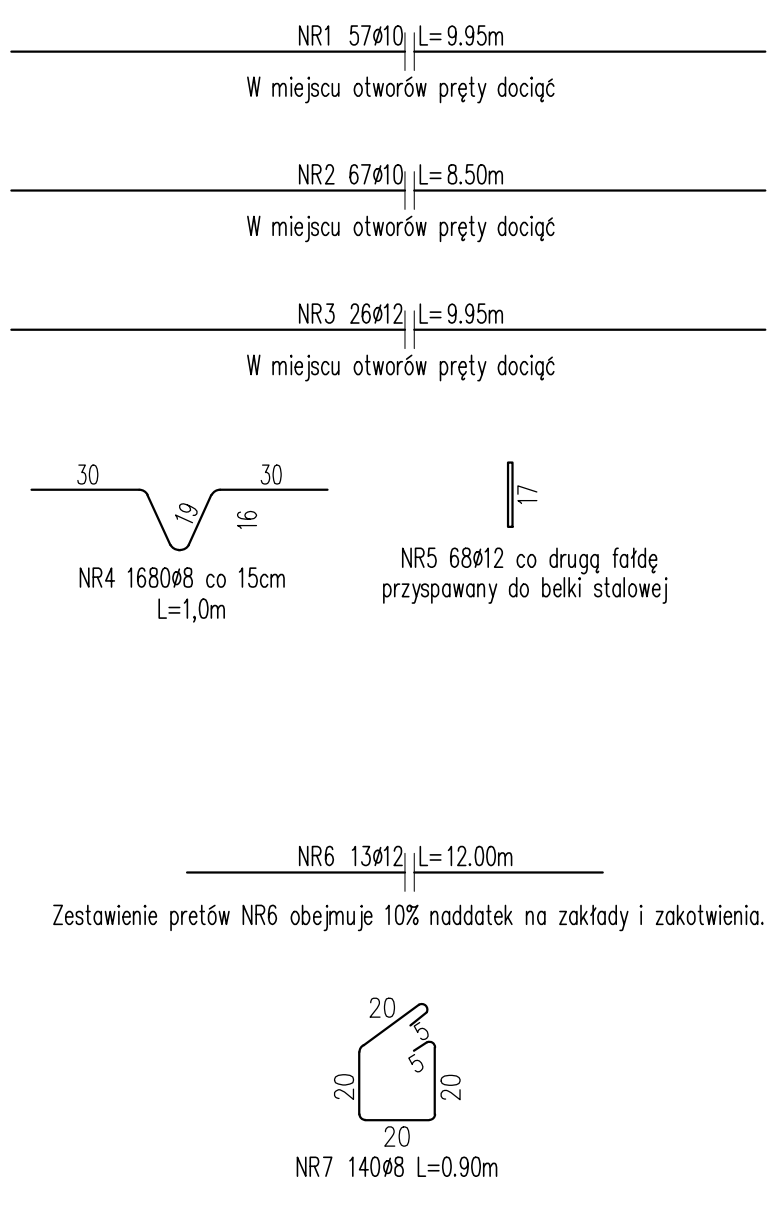 NR1 57ø10 L=9.95m
W miejscu otworów pręty dociąć
NR2 67ø10 L=8.50m
W miejscu otworów pręty dociąć
NR3 26ø12 L=9.95m
W miejscu otworów pręty dociąć
30 30
19 16
17
NR4 1680ø8 co 15cm
L=1,0m
NR5 68ø12 co drugą fałdę
przyspawany do belki stalowej
NR6 13ø12 L=12.00m
Zestawienie pretów NR6 obejmuje 10% naddatek na zakłady i zakotwienia.
20
5
5
20 20
20
NR7 140ø8 L=0.90m